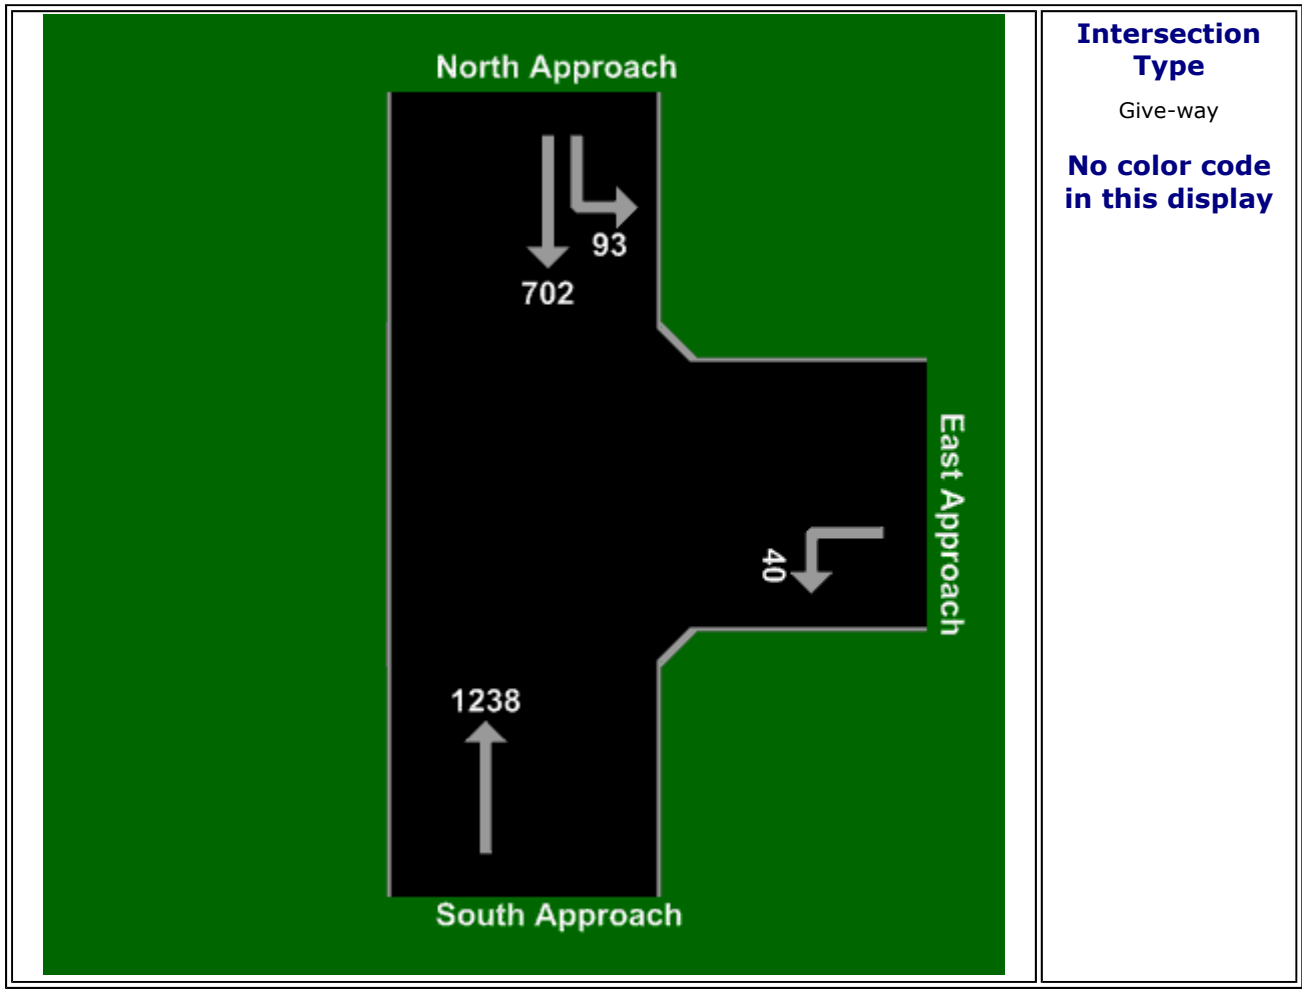 North Approach
93
702
East Approach
40
1238
South Approach
Intersection
Type
Give-way
No color code
in this display